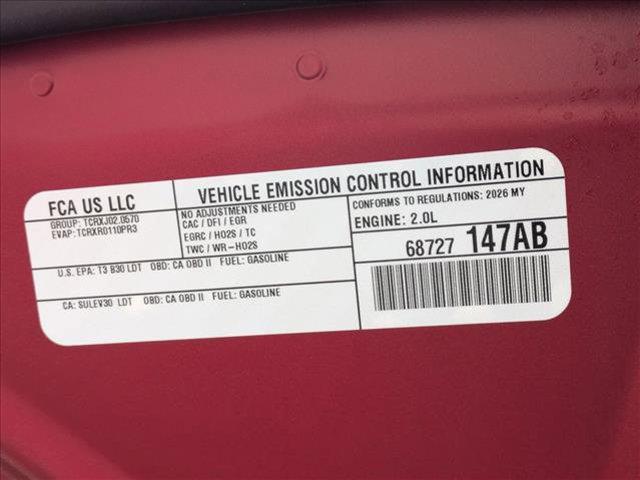 FCA US LLC
GROUP: TCRXJ02.0570
EVAP: TCRXR0110PR3
VEHICLE EMISSION CONTROL INFORMATION
NO ADJUSTMENTS NEEDED
CAC / DFI / EGR
EGRC / HO2S / TC
TWC / WR-HO2S
CONFORMS TO REGULATIONS: 2026 MY
ENGINE: 2.0L
68727 147AB
U.S. EPA: T3 B30 LDT OBD: CA OBD II FUEL: GASOLINE
CA: SULEV30 LDT OBD: CA OBD II FUEL: GASOLINE